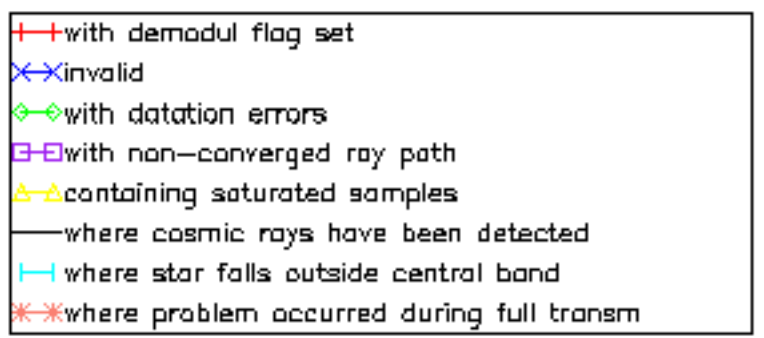 with demodul flag set
invalid
with datation errors
with non-converged ray path
containing saturated samples
where cosmic rays have been detected
where star falls outside central band
where problem occurred during full transm